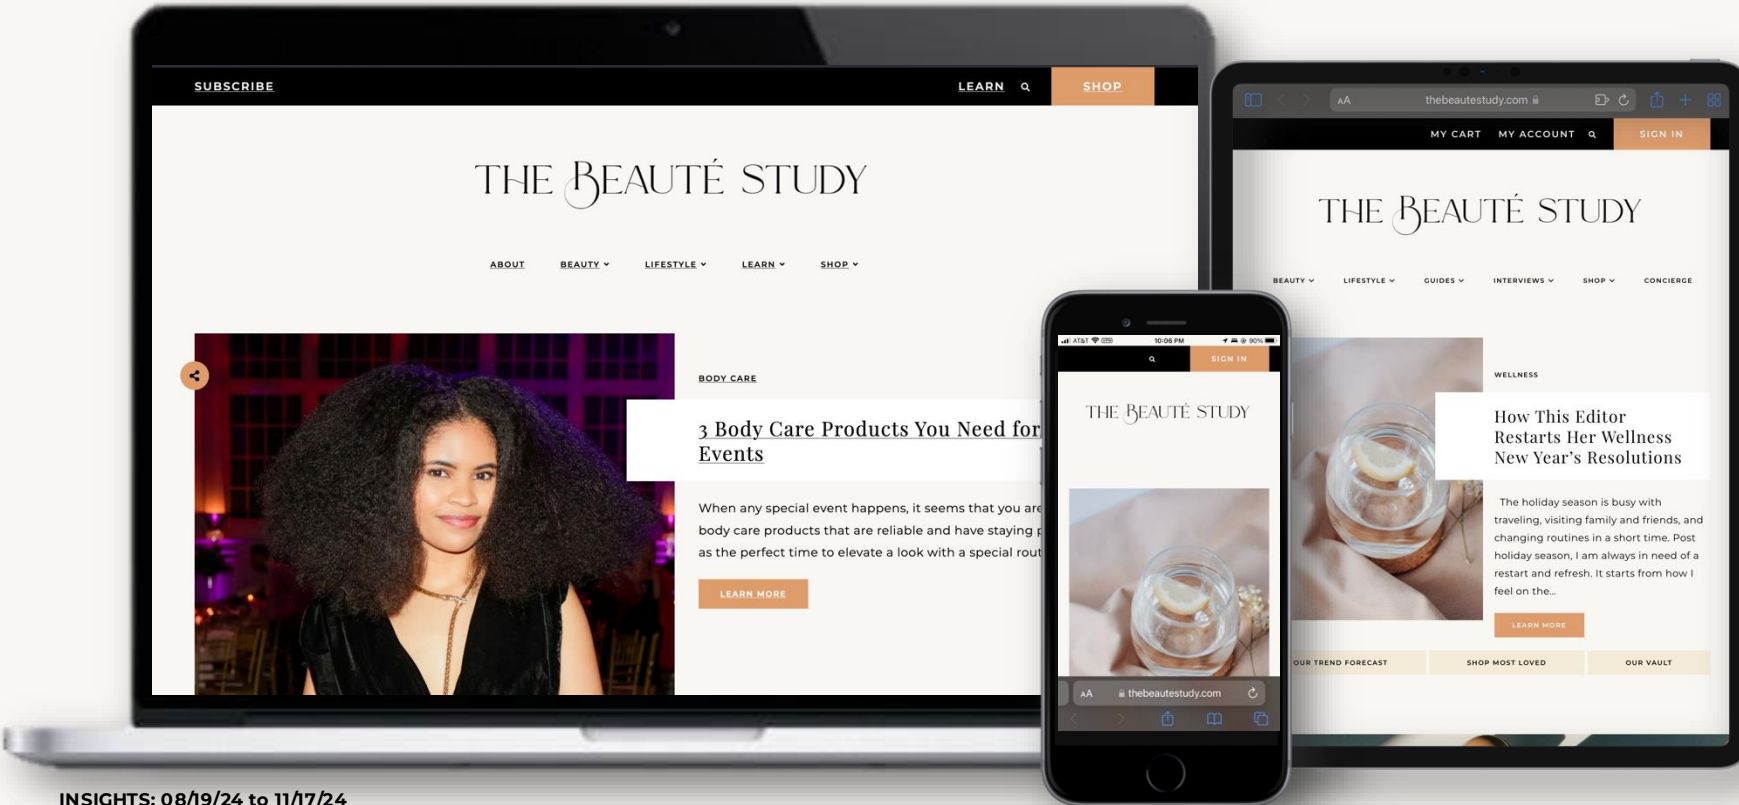 SUBSCRIBE
LEARN
SHOP
THE BEAUTÉ STUDY
ABOUT
BEAUTY
LIFESTYLE
LEARN
SHOP
BODY CARE
3 Body Care Products You Need for
Events
When any special event happens, it seems that you are
body care products that are reliable and have staying
as the perfect time to elevate a look with a special
LEARN MORE
AA
thebeautestudy.com
MY CART
MY ACCOUNT
SIGN IN
THE BEAUTÉ STUDY
BEAUTY
LIFESTYLE
GUIDES
INTERVIEWS
SHOP
CONCIERGE
WELLNESS
How This Editor
Restarts Her Wellness
New Year's Resolutions
The holiday season is busy with
traveling, visiting family and friends, and
changing routines in a short time. Post
holiday season, I am always in need of a
restart and refresh. It starts from how I
feel on the...
LEARN MORE
OUR TREND FORECAST
SHOP MOST LOVED
OUR VAULT
AT&T
10:06 PM
90%
SIGN IN
THE BEAUTÉ STUDY
AA
thebeautestudy.com
INSIGHTS: 08/19/24 to 11/17/24